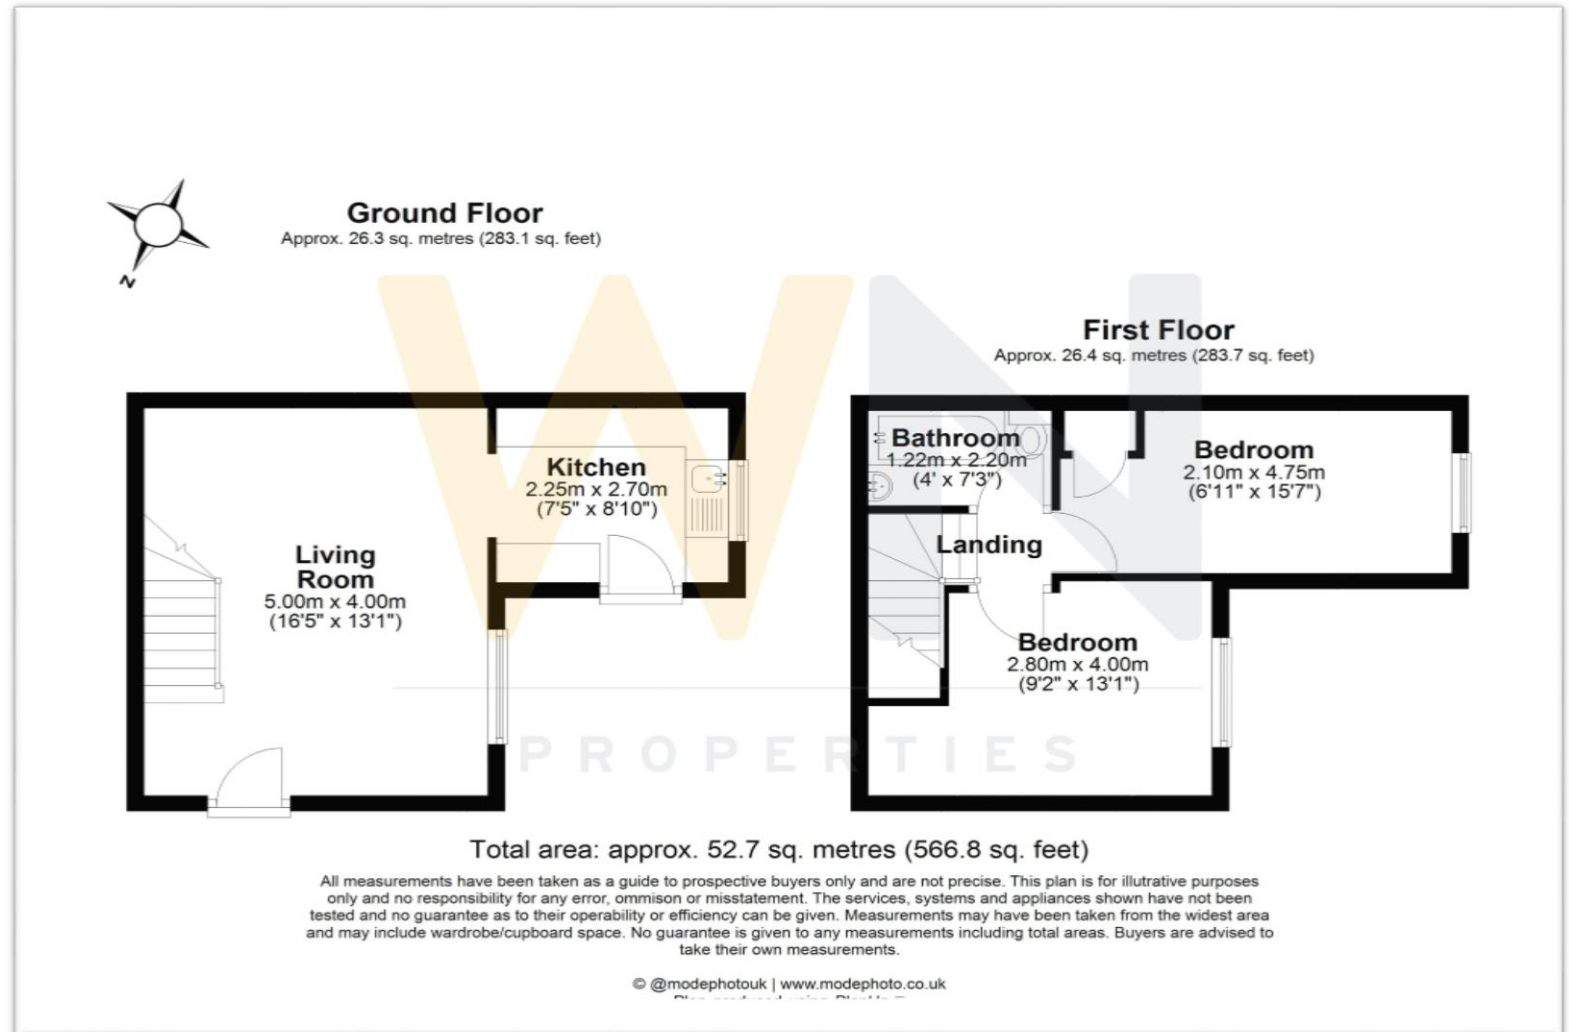 Ground Floor
Approx. 26.3 sq. metres (283.1 sq. feet)
N
First Floor
Approx. 26.4 sq. metres (283.7 sq. feet)
WN
PROPERTIES
Kitchen
2.25m x 2.70m
(7'5" x 8'10")
Living
Room
5.00m x 4.00m
(16'5" x 13'1")
Bathroom
1.22m x 2.20m
(4' x 7'3")
Bedroom
2.10m x 4.75m
(6'11" x 15'7")
Landing
Bedroom
2.80m x 4.00m
(9'2" x 13'1")
Total area: approx. 52.7 sq. metres (566.8 sq. feet)
All measurements have been taken as a guide to prospective buyers only and are not precise. This plan is for illutrative purposes
only and no responsibility for any error, ommison or misstatement. The services, systems and appliances shown have not been
tested and no guarantee as to their operability or efficiency can be given. Measurements may have been taken from the widest area
and may include wardrobe/cupboard space. No guarantee is given to any measurements including total areas. Buyers are advised to
take their own measurements.
© @modephotouk | www.modephoto.co.uk